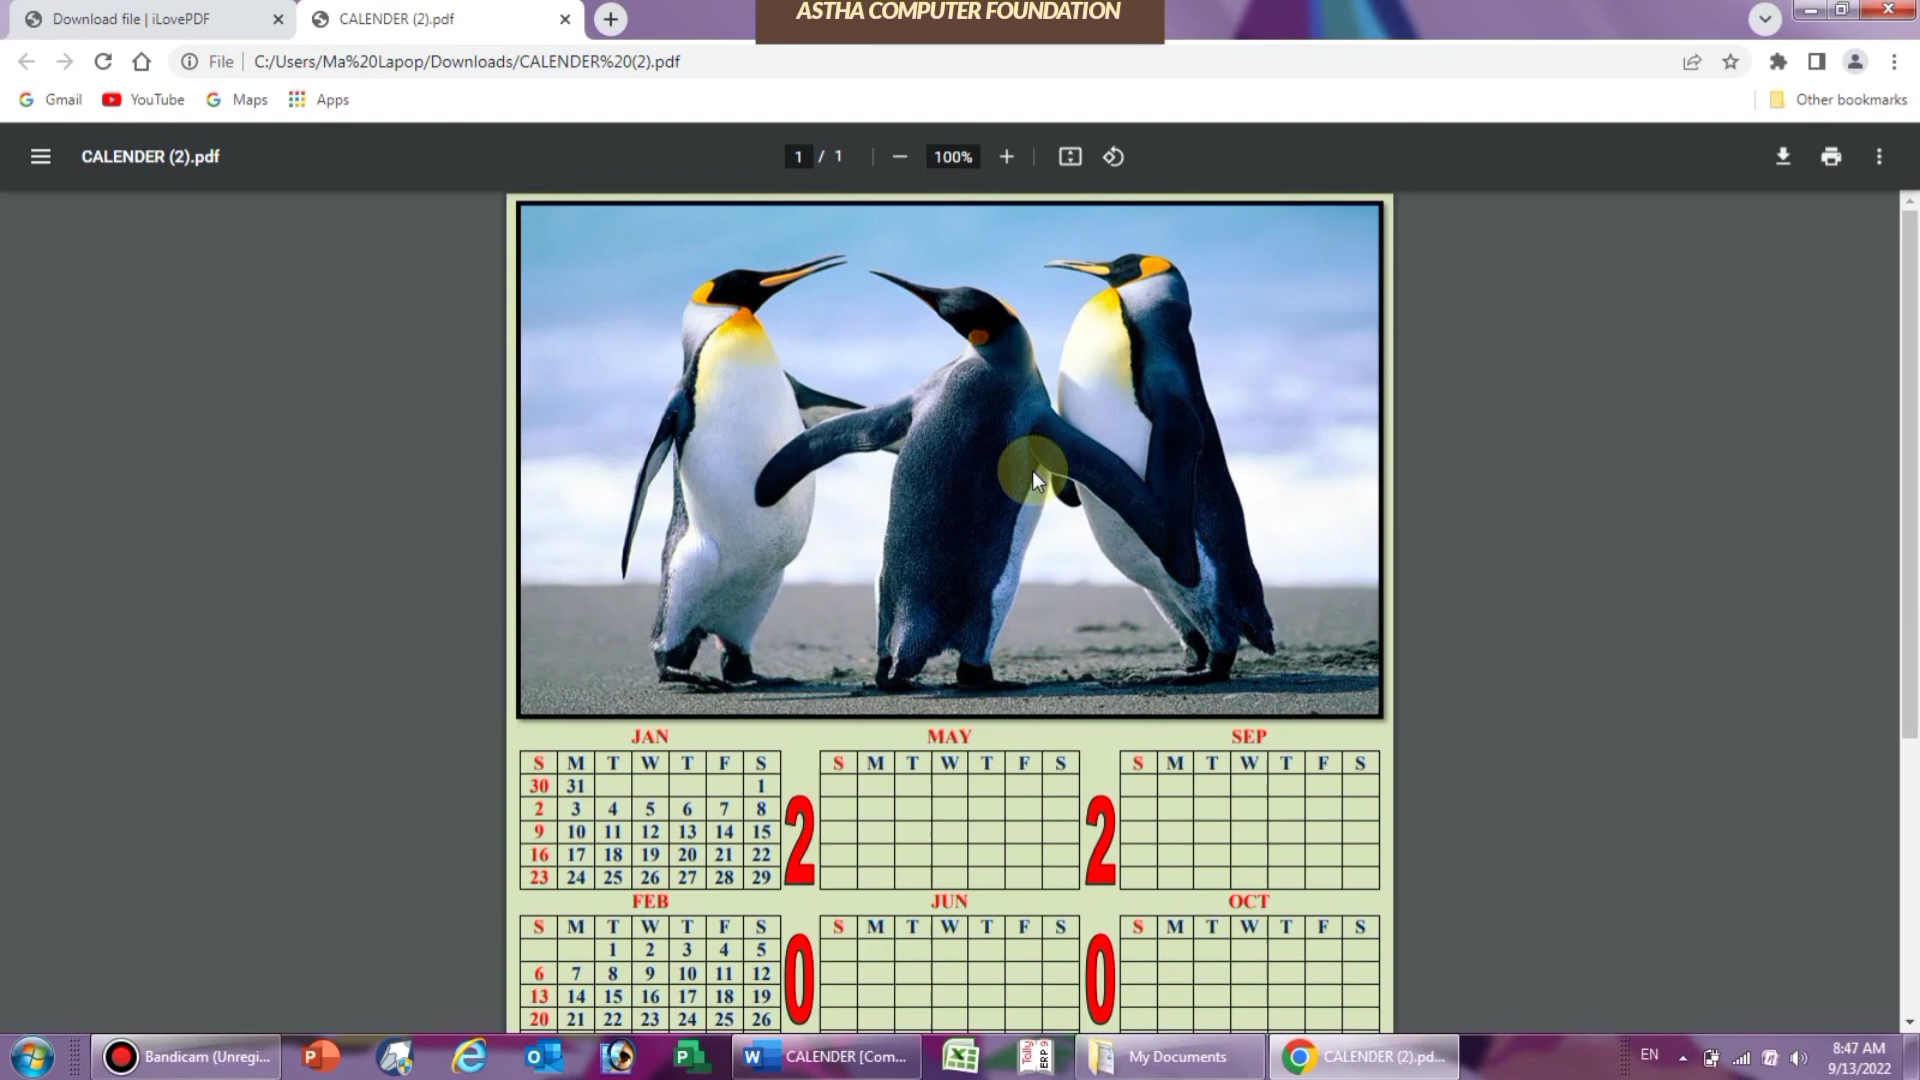 Download file | iLovePDF
CALENDER (2).pdf
ASTHA COMPUTER FOUNDATION
File
C:/Users/Ma%20Lapop/Downloads/CALENDER%20(2).pdf
Gmail
YouTube
Maps
Apps
Other bookmarks
CALENDER (2).pdf
1 / 1
100%
JAN
S M T W T F S
30 31 1
2 3 4 5 6 7 8
9 10 11 12 13 14 15
16 17 18 19 20 21 22
23 24 25 26 27 28 29
2
MAY
S M T W T F S
2
SEP
S M T W T F S
FEB
S M T W T F S
1 2 3 4 5
6 7 8 9 10 11 12
13 14 15 16 17 18 19
20 21 22 23 24 25 26
0
JUN
S M T W T F S
0
OCT
S M T W T F S
Bandicam (Unregi...
CALENDER [Com...
Tally
ERP 9
My Documents
CALENDER (2).pd...
EN
8:47 AM
9/13/2022